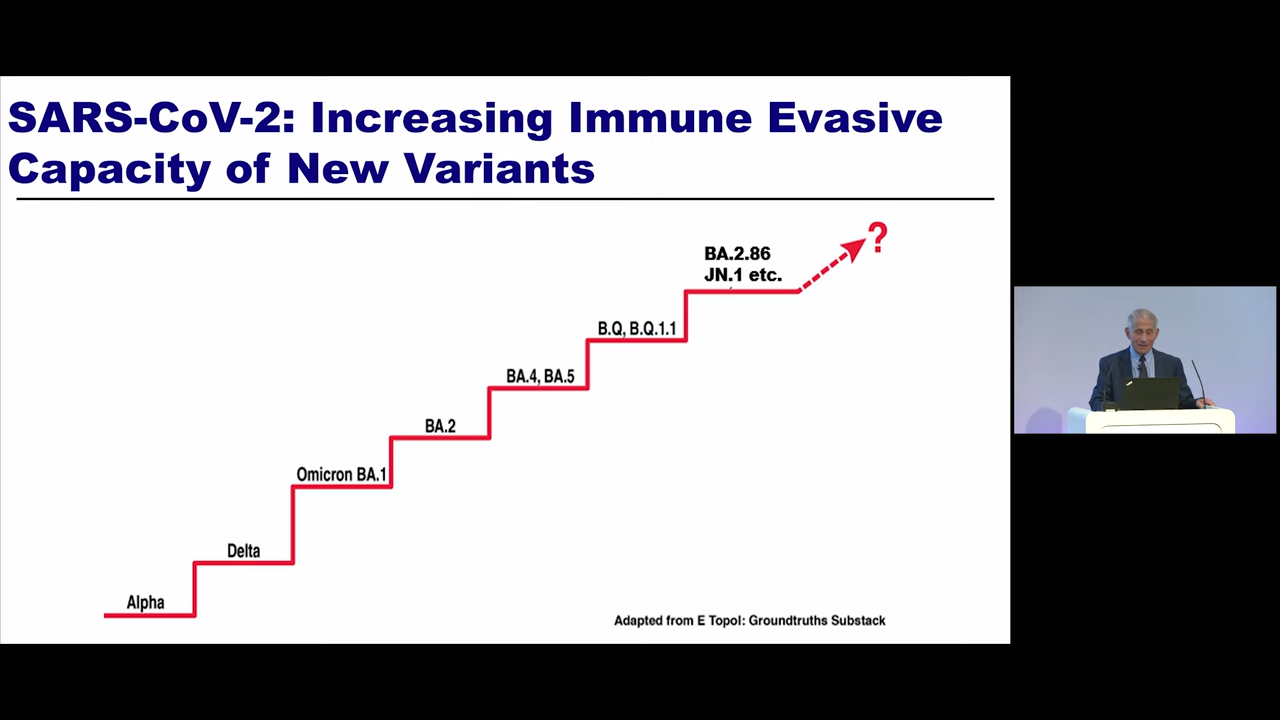 SARS-CoV-2: Increasing Immune Evasive
Capacity of New Variants
?
BA.2.86
JN.1 etc.
B.Q, B.Q.1.1
BA.4, BA.5
BA.2
Omicron BA.1
Delta
Alpha
Adapted from E Topol: Groundtruths Substack